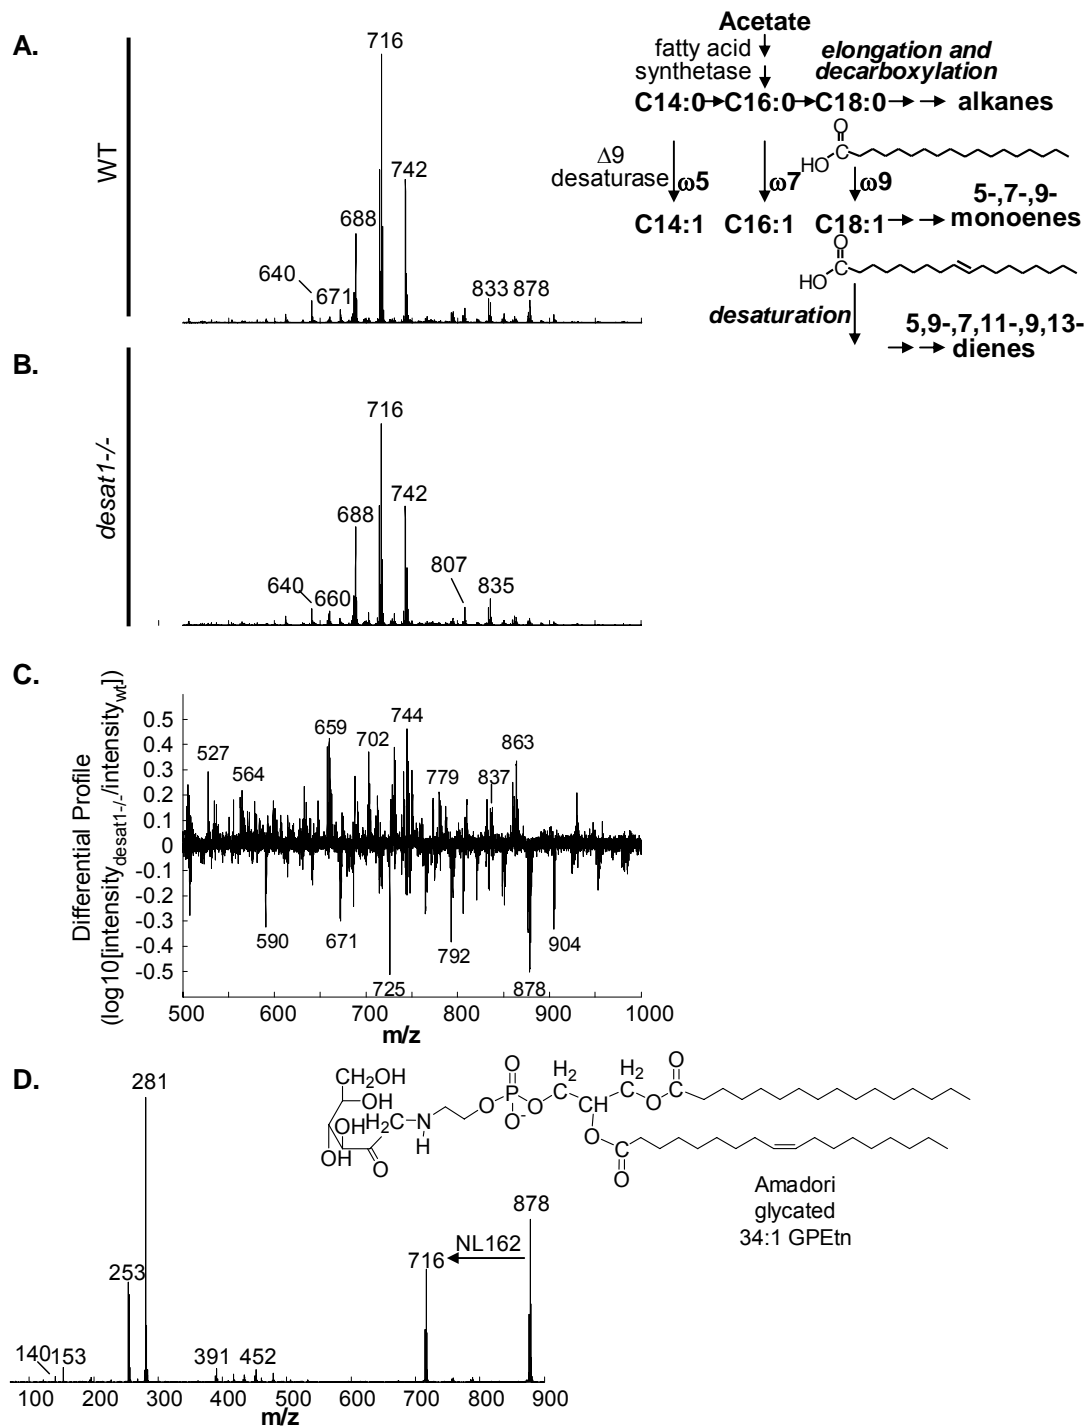 A.
WT
716
742
688
640
671
833 878
Acetate
fatty acid
synthetase
elongation and
decarboxylation
C14:0 C16:0 C18:0 alkanes
O
HO C
Δ9
desaturase
ω5 ω7 ω9
5-,7-,9-
monoenes
C14:1 C16:1 C18:1
O
HO C
desaturation
5,9-,7,11-,9,13-
dienes
B.
desat1-/-
716
742
688
640
660
807
835
C.
Differential Profile
(log10[intensity desat1-/-/intensity wt])
0.5
0.4
0.3
0.2
0.1
0
-0.1
-0.2
-0.3
-0.4
-0.5
527
564
659
702
744
779
837
863
590
671
725
792
878
904
500 600 700 800 900 1000
m/z
D.
281
253
140 153
391 452
716
NL162
878
CH2OH
OH
OH H2C
OH
O
N
H
O
O P O
O-
H2
C
CH
H2
C
O
O
C
O
C
O
Amadori
glycated
34:1 GPEtn
100 200 300 400 500 600 700 800 900
m/z